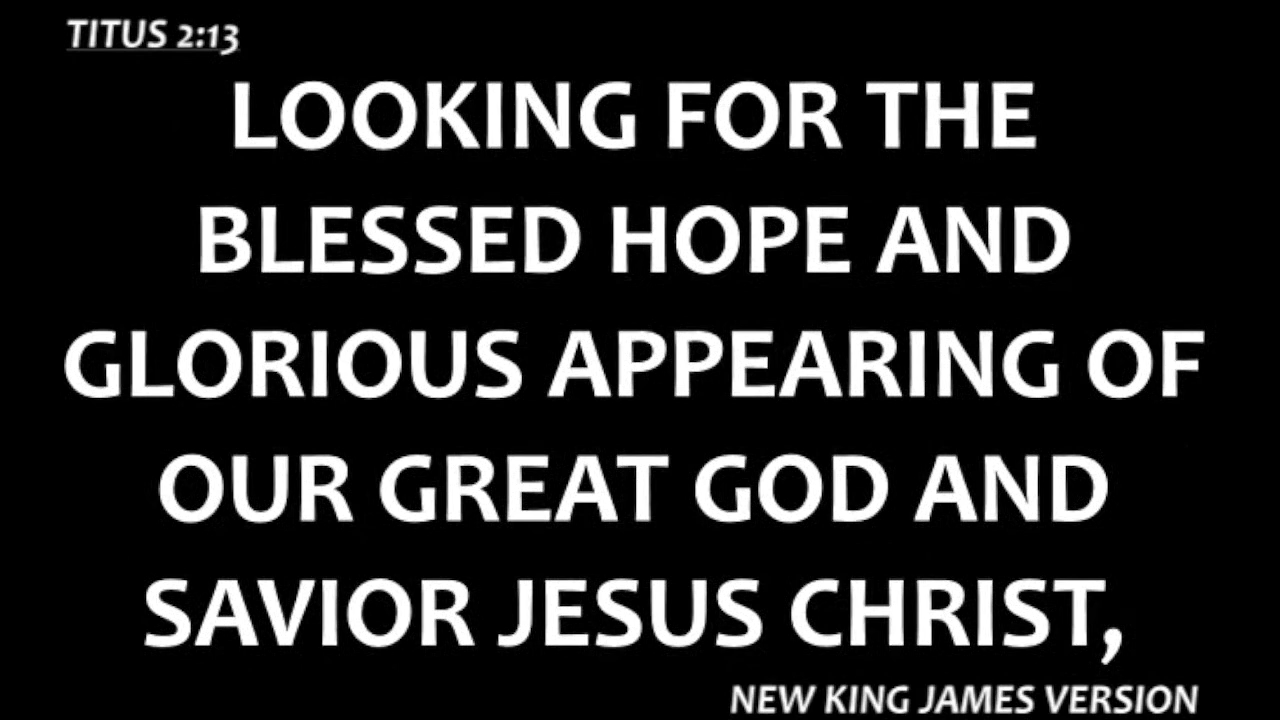 TITUS 2:13
LOOKING FOR THE
BLESSED HOPE AND
GLORIOUS APPEARING OF
OUR GREAT GOD AND
SAVIOR JESUS CHRIST,
NEW KING JAMES VERSION